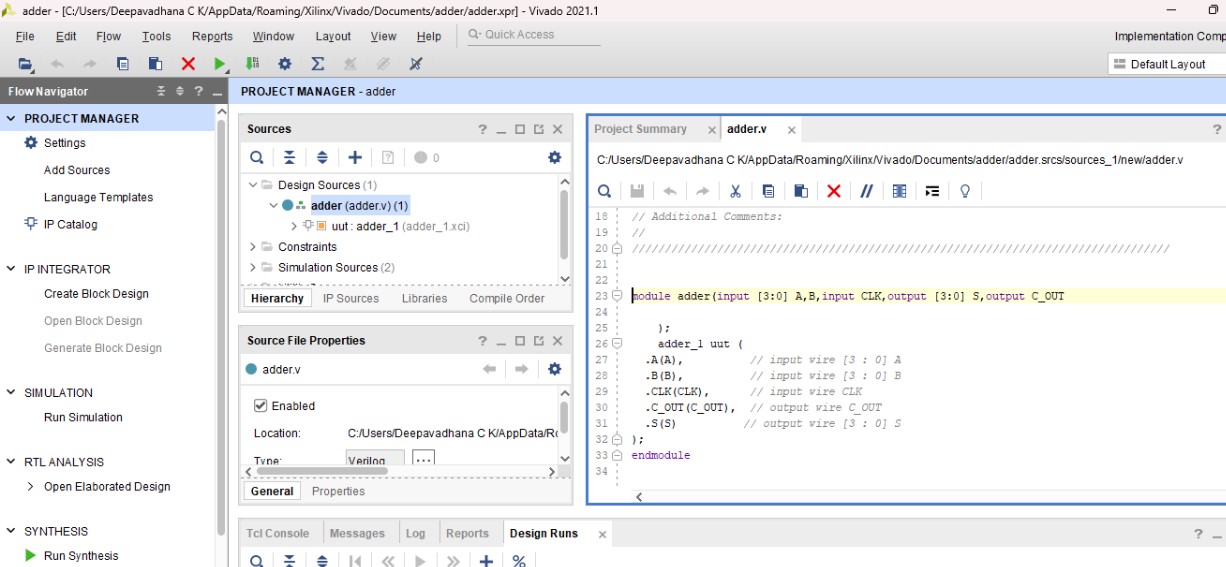 adder - [C:/Users/Deepavadhana C K/AppData/Roaming/Xilinx/Vivado/Documents/adder/adder.xpr] - Vivado 2021.1
File Edit Flow Tools Reports Window Layout View Help Q- Quick Access
Implementation Comp
Default Layout
Flow Navigator
PROJECT MANAGER - adder
PROJECT MANAGER
Settings
Add Sources
Language Templates
IP Catalog
IP INTEGRATOR
Create Block Design
Open Block Design
Generate Block Design
SIMULATION
Run Simulation
RTL ANALYSIS
Open Elaborated Design
SYNTHESIS
Run Synthesis
Sources
0
Design Sources (1)
adder (adder.v) (1)
uut : adder_1 (adder_1.xci)
Constraints
Simulation Sources (2)
Hierarchy IP Sources Libraries Compile Order
Source File Properties
adder.v
Enabled
Location: C:/Users/Deepavadhana C K/AppData/Ro
Type: Verilog ...
General Properties
Project Summary adder.v
C:/Users/Deepavadhana C K/AppData/Roaming/Xilinx/Vivado/Documents/adder/adder.srcs/sources_1/new/adder.v
18 // Additional Comments:
19 //
20 //////////////////////////////////////////////////////////////////////////////////
21
22
23 module adder(input [3:0] A,B,input CLK,output [3:0] S,output C_OUT
24
25 );
26 adder_1 uut (
27 .A(A), // input wire [3 : 0] A
28 .B(B), // input wire [3 : 0] B
29 .CLK(CLK), // input wire CLK
30 .C_OUT(C_OUT), // output wire C_OUT
31 .S(S) // output wire [3 : 0] S
32 );
33 endmodule
34
Tcl Console Messages Log Reports Design Runs